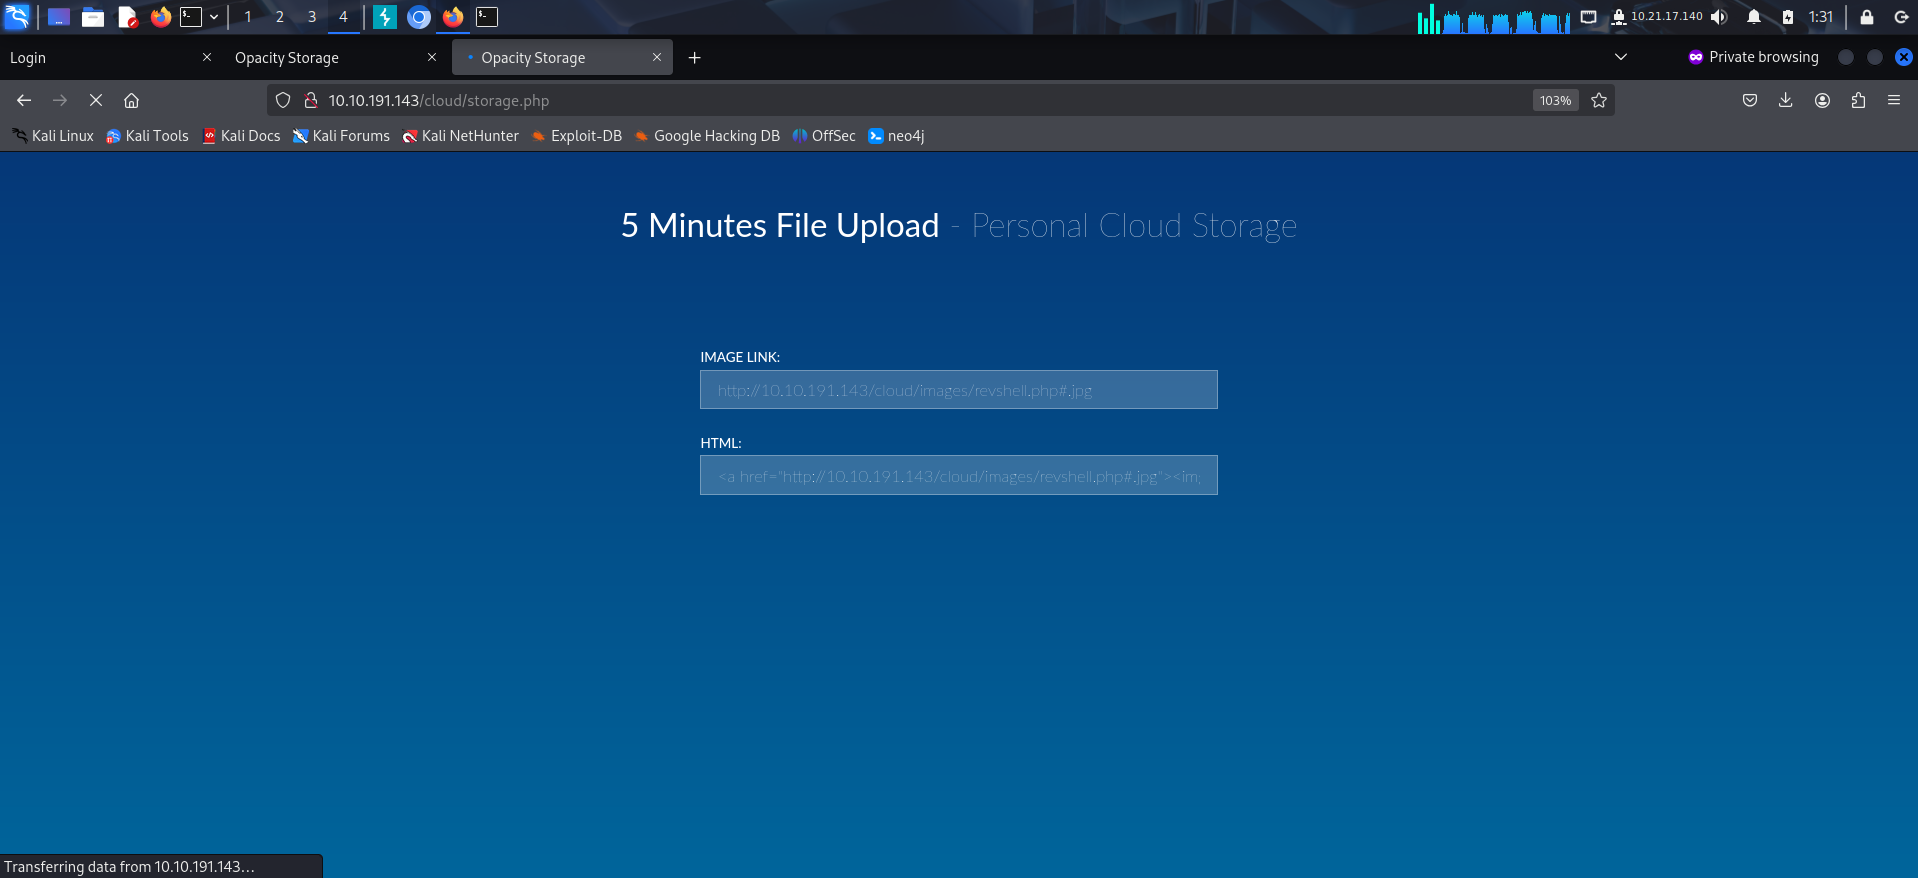 1 2 3 4 10.21.17.140 1:31
Login Opacity Storage Opacity Storage Private browsing
10.10.191.143/cloud/storage.php 103%
Kali Linux Kali Tools Kali Docs Kali Forums Kali NetHunter Exploit-DB Google Hacking DB OffSec neo4j
5 Minutes File Upload - Personal Cloud Storage
IMAGE LINK:
http://10.10.191.143/cloud/images/revshell.php#.jpg
HTML:
<a href="http://10.10.191.143/cloud/images/revshell.php#.jpg"><im
Transferring data from 10.10.191.143…